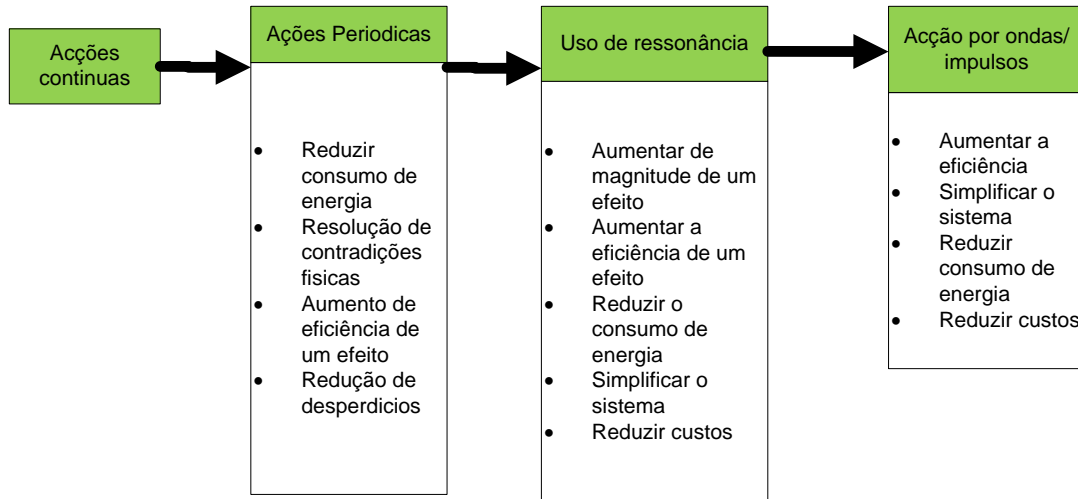 Acções
continuas
Ações Periodicas
• Reduzir
consumo de
energia
• Resolução de
contradições
fisicas
• Aumento de
eficiência de
um efeito
• Redução de
desperdicios
Uso de ressonância
• Aumentar de
magnitude de um
efeito
• Aumentar a
eficiência de um
efeito
• Reduzir o
consumo de
energia
• Simplificar o
sistema
• Reduzir custos
Acção por ondas/
impulsos
• Aumentar a
eficiência
• Simplificar o
sistema
• Reduzir
consumo de
energia
• Reduzir custos